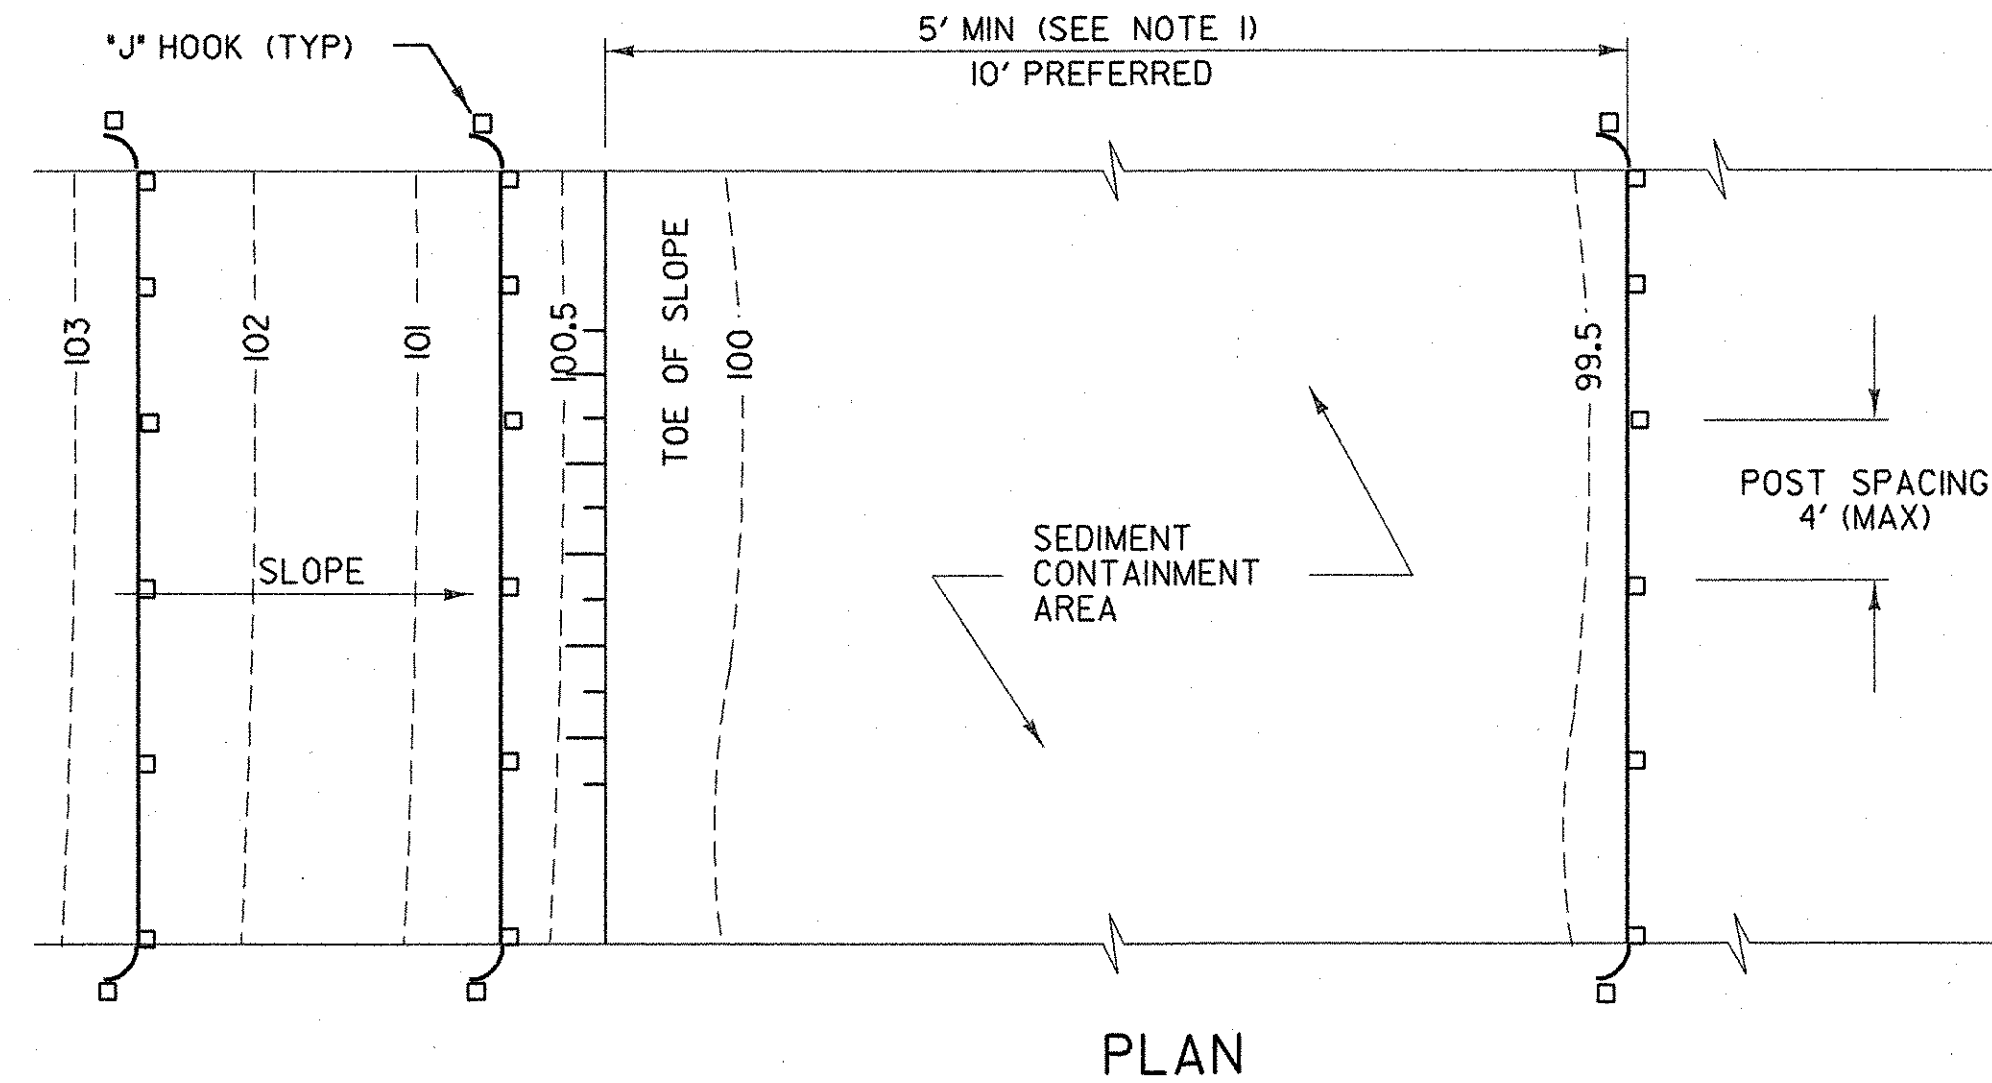 5' MIN (SEE NOTE 1)
10' PREFERRED
"J" HOOK (TYP)
103
102
101
100.5
TOE OF SLOPE
100
99.5
SLOPE
SEDIMENT
CONTAINMENT
AREA
POST SPACING
4' (MAX)
PLAN